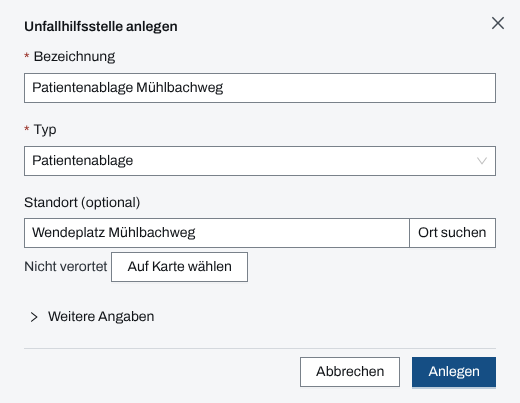 Unfallhilfsstelle anlegen
* Bezeichnung
Patientenablage Mühlbachweg
* Typ
Patientenablage
Standort (optional)
Wendeplatz Mühlbachweg
Ort suchen
Nicht verortet
Auf Karte wählen
Weitere Angaben
Abbrechen
Anlegen